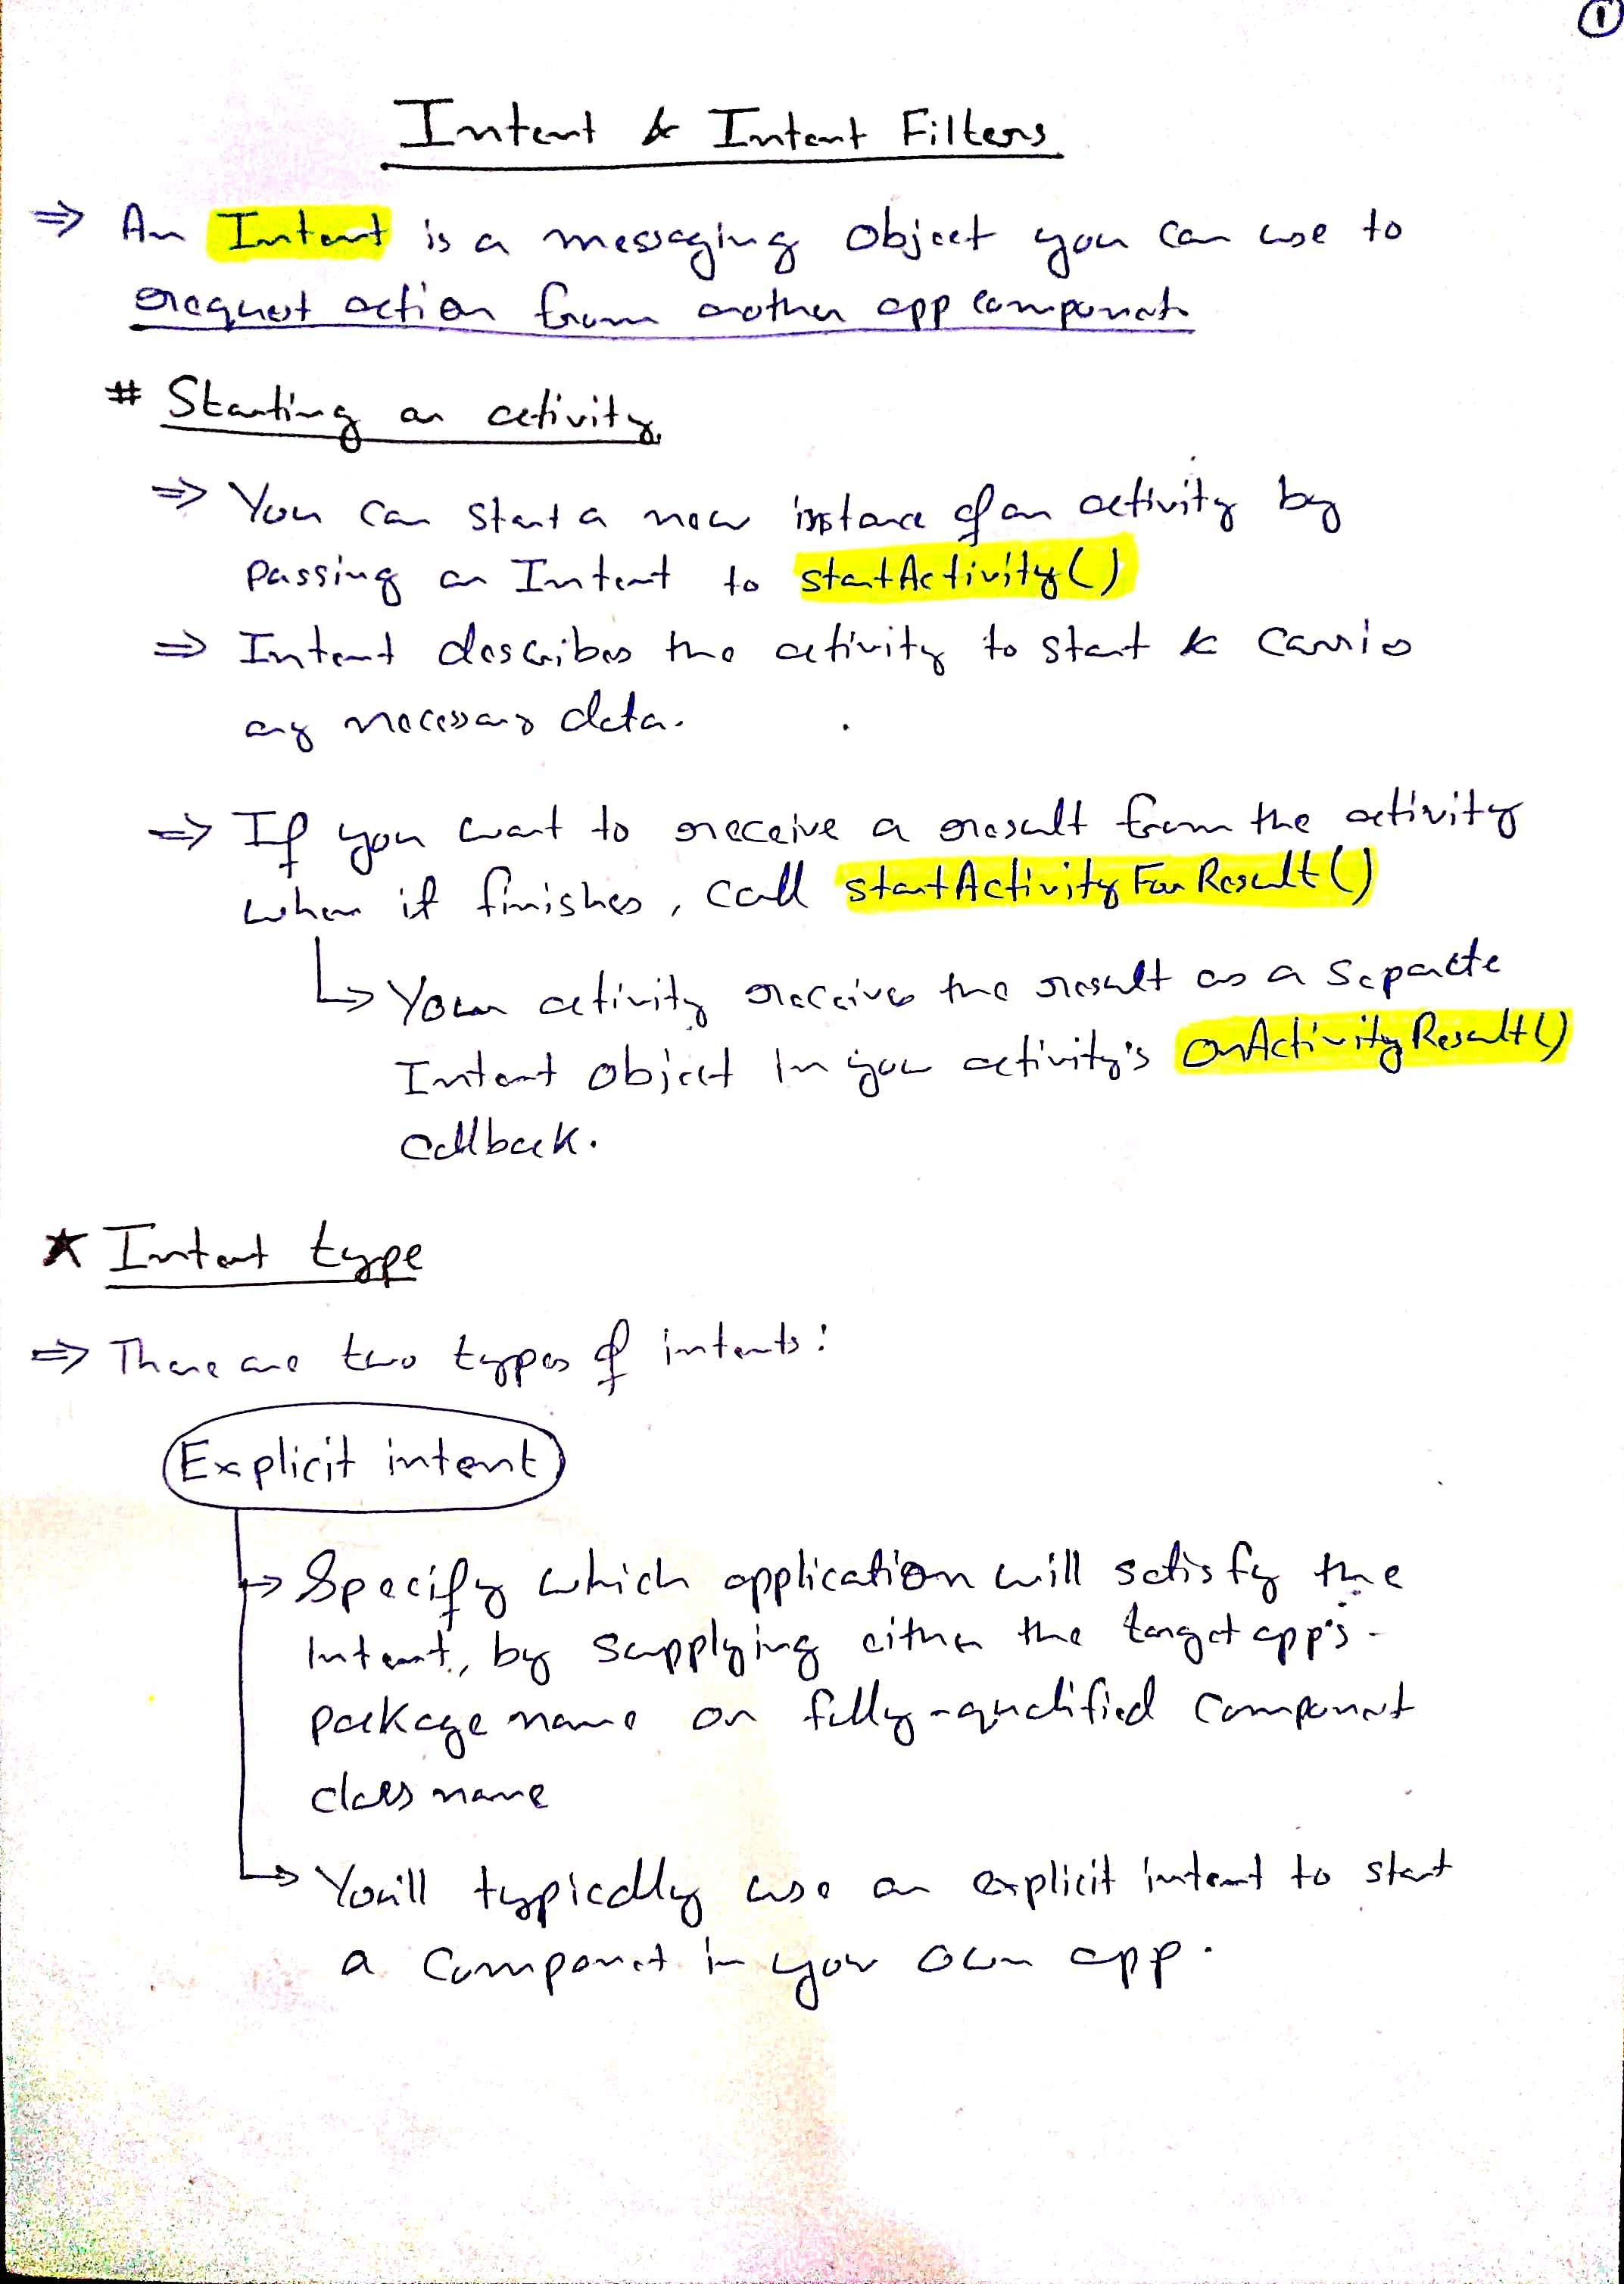 1
Intent & Intent Filters
⇒ An Intent is a messaging object you can use to
request action from another app component.
# Starting an activity
⇒ You can start a new instance of an activity by
passing an Intent to startActivity()
⇒ Intent describes the activity to start & carries
any necessary data.
⇒ If you want to receive a result from the activity
when it finishes, call startActivityForResult()
↳ Your activity receives the result as a separate
Intent object in your activity's onActivityResult()
callback.
★ Intent type
⇒ There are two types of intents:
Explicit intent
→ Specify which application will satisfy the
intent, by supplying either the target app's
package name or fully-qualified component
class name
↳ You'll typically use an explicit intent to start
a component in your own app.